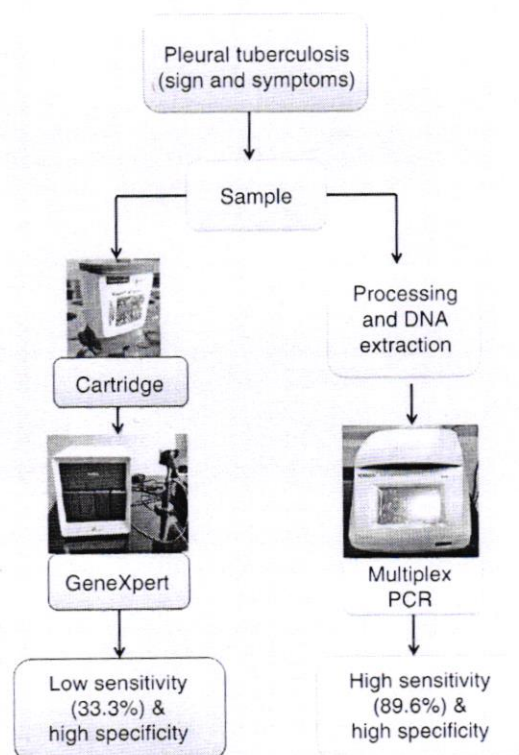 Pleural tuberculosis
(sign and symptoms)
Sample
Cartridge
GeneXpert
Low sensitivity
(33.3%) &
high specificity
Processing
and DNA
extraction
Multiplex
PCR
High sensitivity
(89.6%) &
high specificity